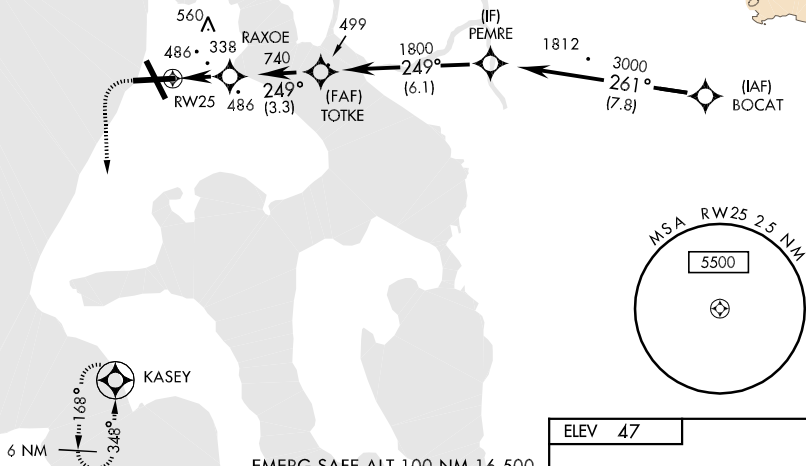 560
486
338
RAXOE
499
740
249°
(3.3)
486
RW25
(FAF)
TOTKE
1800
249°
(6.1)
(IF)
PEMRE
1812
3000
261°
(7.8)
(IAF)
BOCAT
MSA RW25 25 NM
5500
KASEY
168°
348°
6 NM
ELEV 47
EMERG SAFE ALT 100 NM 16,500